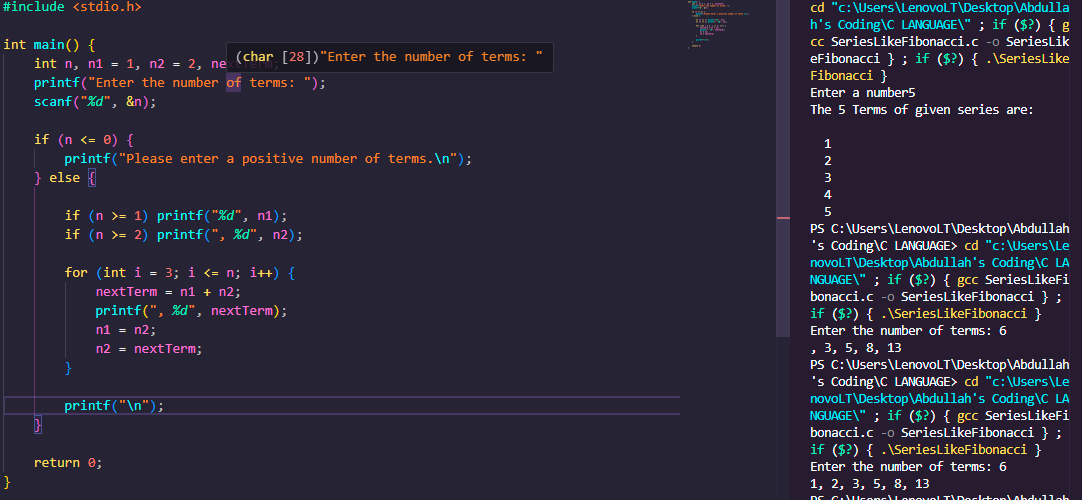 #include <stdio.h>
int main() {
(char [28])"Enter the number of terms: "
    int n, n1 = 1, n2 = 2, nextTerm;
    printf("Enter the number of terms: ");
    scanf("%d", &n);
    if (n <= 0) {
        printf("Please enter a positive number of terms.\n");
    } else {
        if (n >= 1) printf("%d", n1);
        if (n >= 2) printf(", %d", n2);
        for (int i = 3; i <= n; i++) {
            nextTerm = n1 + n2;
            printf(", %d", nextTerm);
            n1 = n2;
            n2 = nextTerm;
        }
        printf("\n");
    }
    return 0;
}
cd "c:\Users\LenovoLT\Desktop\Abdulla
h's Coding\C LANGUAGE\" ; if ($?) { g
cc SeriesLikeFibonacci.c -o SeriesLik
eFibonacci } ; if ($?) { .\SeriesLike
Fibonacci }
Enter a number5
The 5 Terms of given series are:
1
2
3
4
5
PS C:\Users\LenovoLT\Desktop\Abdullah
's Coding\C LANGUAGE> cd "c:\Users\Le
novoLT\Desktop\Abdullah's Coding\C LA
NGUAGE\" ; if ($?) { gcc SeriesLikeFi
bonacci.c -o SeriesLikeFibonacci } ;
if ($?) { .\SeriesLikeFibonacci }
Enter the number of terms: 6
, 3, 5, 8, 13
PS C:\Users\LenovoLT\Desktop\Abdullah
's Coding\C LANGUAGE> cd "c:\Users\Le
novoLT\Desktop\Abdullah's Coding\C LA
NGUAGE\" ; if ($?) { gcc SeriesLikeFi
bonacci.c -o SeriesLikeFibonacci } ;
if ($?) { .\SeriesLikeFibonacci }
Enter the number of terms: 6
1, 2, 3, 5, 8, 13
PS C:\Users\LenovoLT\Desktop\Abdullah